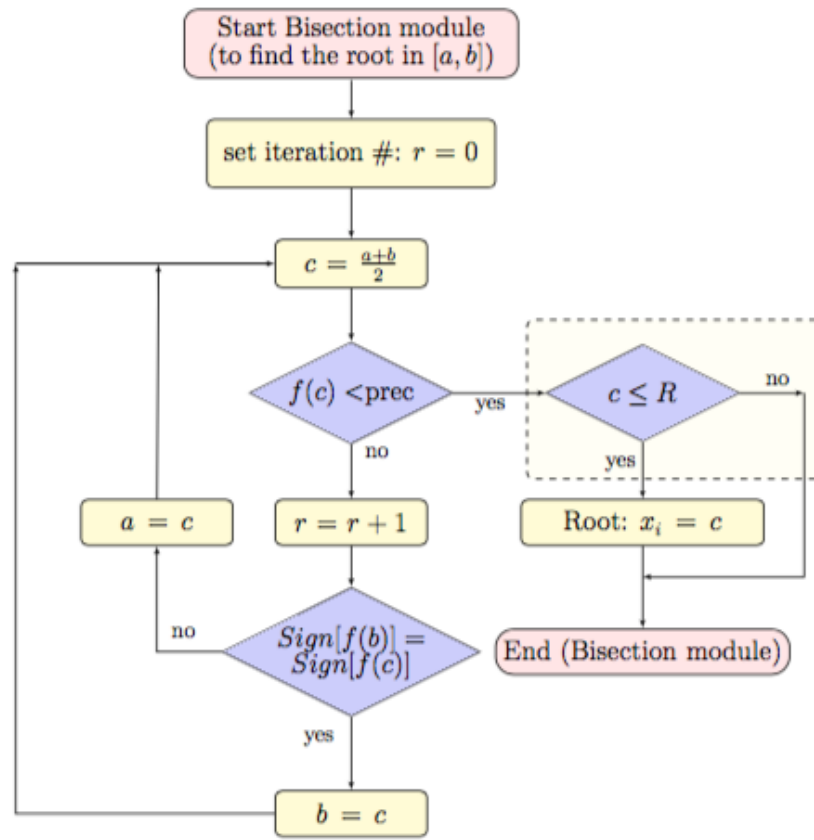 Start Bisection module
(to find the root in [a, b])
set iteration #: r = 0
c = \frac{a+b}{2}
f(c) <prec
yes
c ≤ R
no
no
yes
a = c
r = r + 1
Root: x_i = c
no
Sign[f(b)] =
Sign[f(c)]
End (Bisection module)
yes
b = c